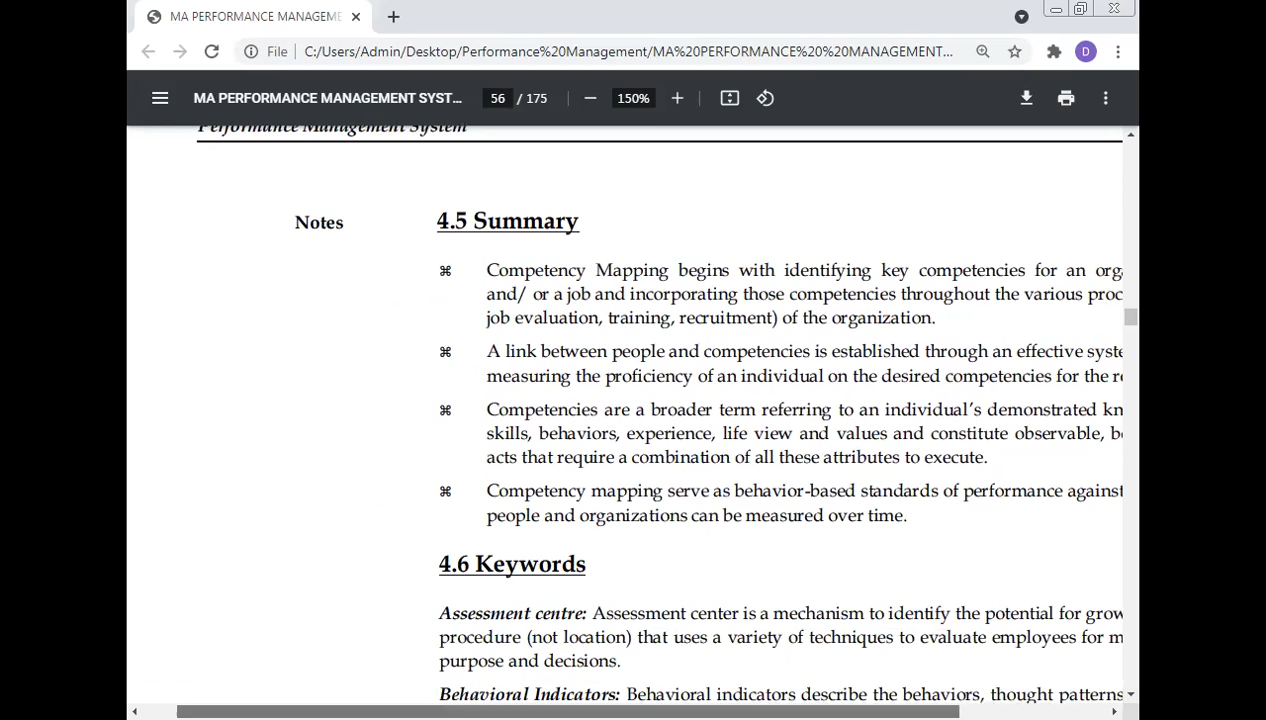 MA PERFORMANCE MANAGEME
File C:/Users/Admin/Desktop/Performance%20Management/MA%20PERFORMANCE%20%20MANAGEMENT...
D
MA PERFORMANCE MANAGEMENT SYST... 56 / 175 150%
Performance Management System
Notes
4.5 Summary
⌘ Competency Mapping begins with identifying key competencies for an
and/ or a job and incorporating those competencies throughout the various
job evaluation, training, recruitment) of the organization.
⌘ A link between people and competencies is established through an effective
measuring the proficiency of an individual on the desired competencies for the
⌘ Competencies are a broader term referring to an individual's demonstrated
skills, behaviors, experience, life view and values and constitute observable,
acts that require a combination of all these attributes to execute.
⌘ Competency mapping serve as behavior-based standards of performance against
people and organizations can be measured over time.
4.6 Keywords
Assessment centre: Assessment center is a mechanism to identify the potential for
procedure (not location) that uses a variety of techniques to evaluate employees for
purpose and decisions.
Behavioral Indicators: Behavioral indicators describe the behaviors, thought patterns